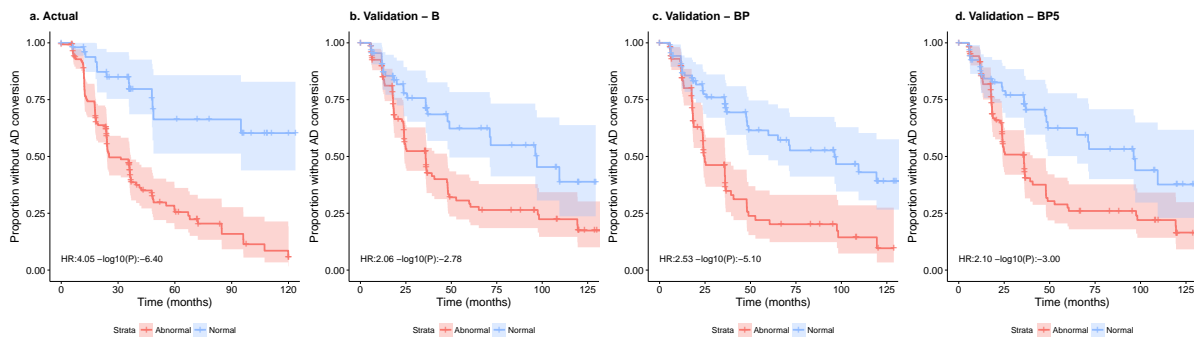 a. Actual
Proportion without AD conversion
1.00
0.75
0.50
0.25
0.00
HR:4.05 −log10(P):−6.40
0 30 60 90 120
Time (months)
Strata Abnormal Normal
b. Validation − B
Proportion without AD conversion
1.00
0.75
0.50
0.25
0.00
HR:2.06 −log10(P):−2.78
0 25 50 75 100 125
Time (months)
Strata Abnormal Normal
c. Validation − BP
Proportion without AD conversion
1.00
0.75
0.50
0.25
0.00
HR:2.53 −log10(P):−5.10
0 25 50 75 100 125
Time (months)
Strata Abnormal Normal
d. Validation − BP5
Proportion without AD conversion
1.00
0.75
0.50
0.25
0.00
HR:2.10 −log10(P):−3.00
0 25 50 75 100 125
Time (months)
Strata Abnormal Normal